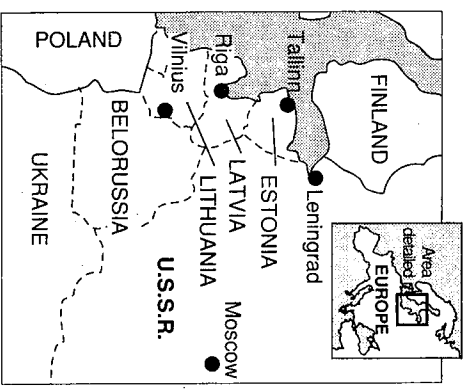 Area
detailed
EUROPE
FINLAND
Leningrad
Tallinn
ESTONIA
Riga
LATVIA
Moscow
Vilnius
LITHUANIA
U.S.S.R.
POLAND
BELORUSSIA
UKRAINE